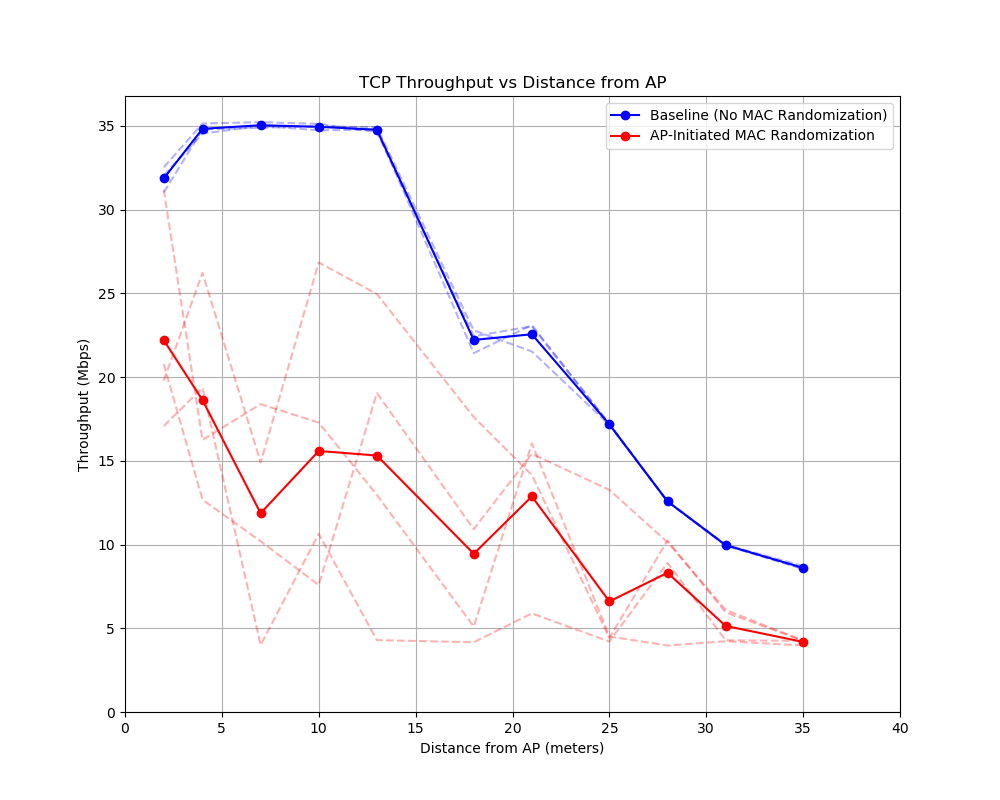 TCP Throughput vs Distance from AP
Baseline (No MAC Randomization)
AP-Initiated MAC Randomization
Throughput (Mbps)
35
30
25
20
15
10
5
0
0 5 10 15 20 25 30 35 40
Distance from AP (meters)